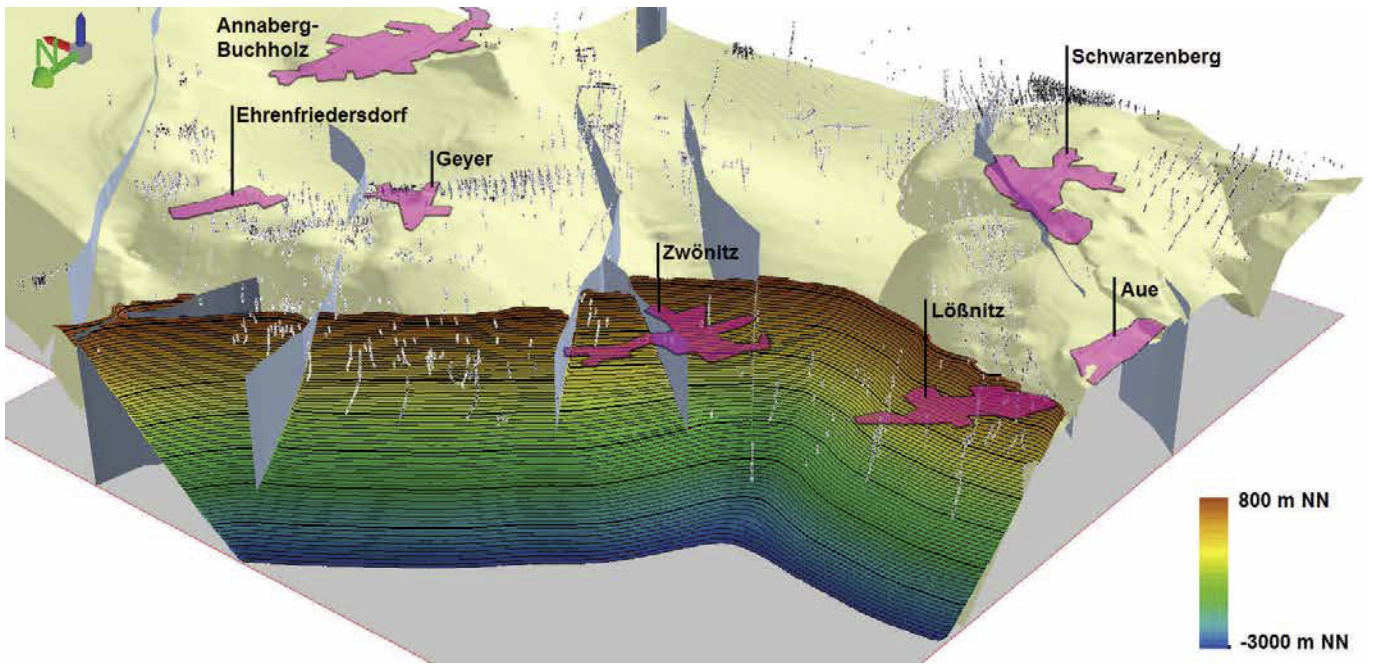 Annaberg-
Buchholz
Schwarzenberg
Ehrenfriedersdorf
Geyer
Zwönitz
Aue
Lößnitz
800 m NN
-3000 m NN